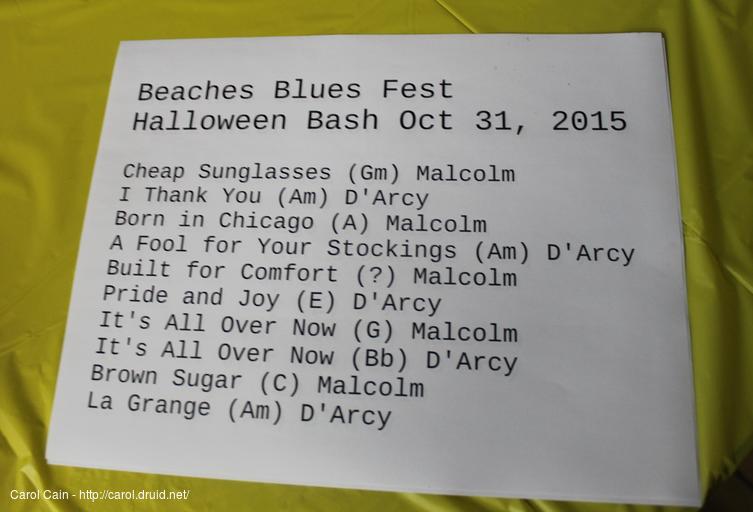 Beaches Blues Fest
Halloween Bash Oct 31, 2015
Cheap Sunglasses (Gm) Malcolm
I Thank You (Am) D'Arcy
Born in Chicago (A) Malcolm
A Fool for Your Stockings (Am) D'Arcy
Built for Comfort (?) Malcolm
Pride and Joy (E) D'Arcy
It's All Over Now (G) Malcolm
It's All Over Now (Bb) D'Arcy
Brown Sugar (C) Malcolm
La Grange (Am) D'Arcy
Carol Cain - http://carol.druid.net/